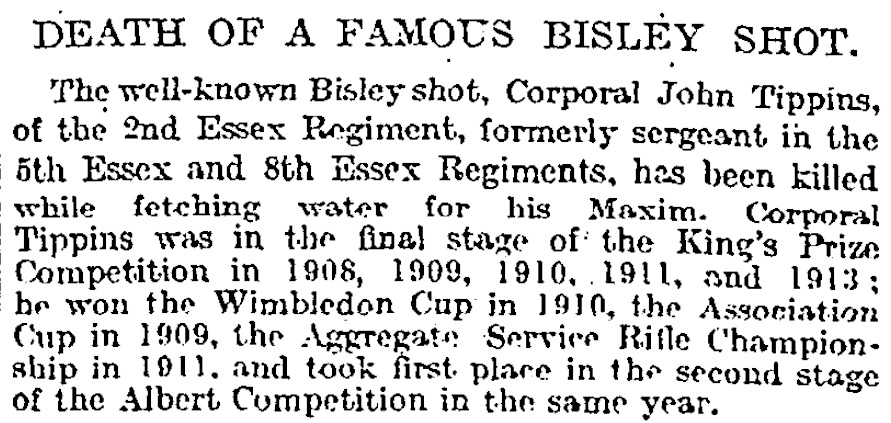 DEATH OF A FAMOUS BISLEY SHOT.
The well-known Bisley shot, Corporal John Tippins,
of the 2nd Essex Regiment, formerly sergeant in the
5th Essex and 8th Essex Regiments, has been killed
while fetching water for his Maxim. Corporal
Tippins was in the final stage of the King's Prize
Competition in 1908, 1909, 1910, 1911, and 1913;
he won the Wimbledon Cup in 1910, the Association
Cup in 1909, the Aggregate Service Rifle Champion-
ship in 1911, and took first place in the second stage
of the Albert Competition in the same year.